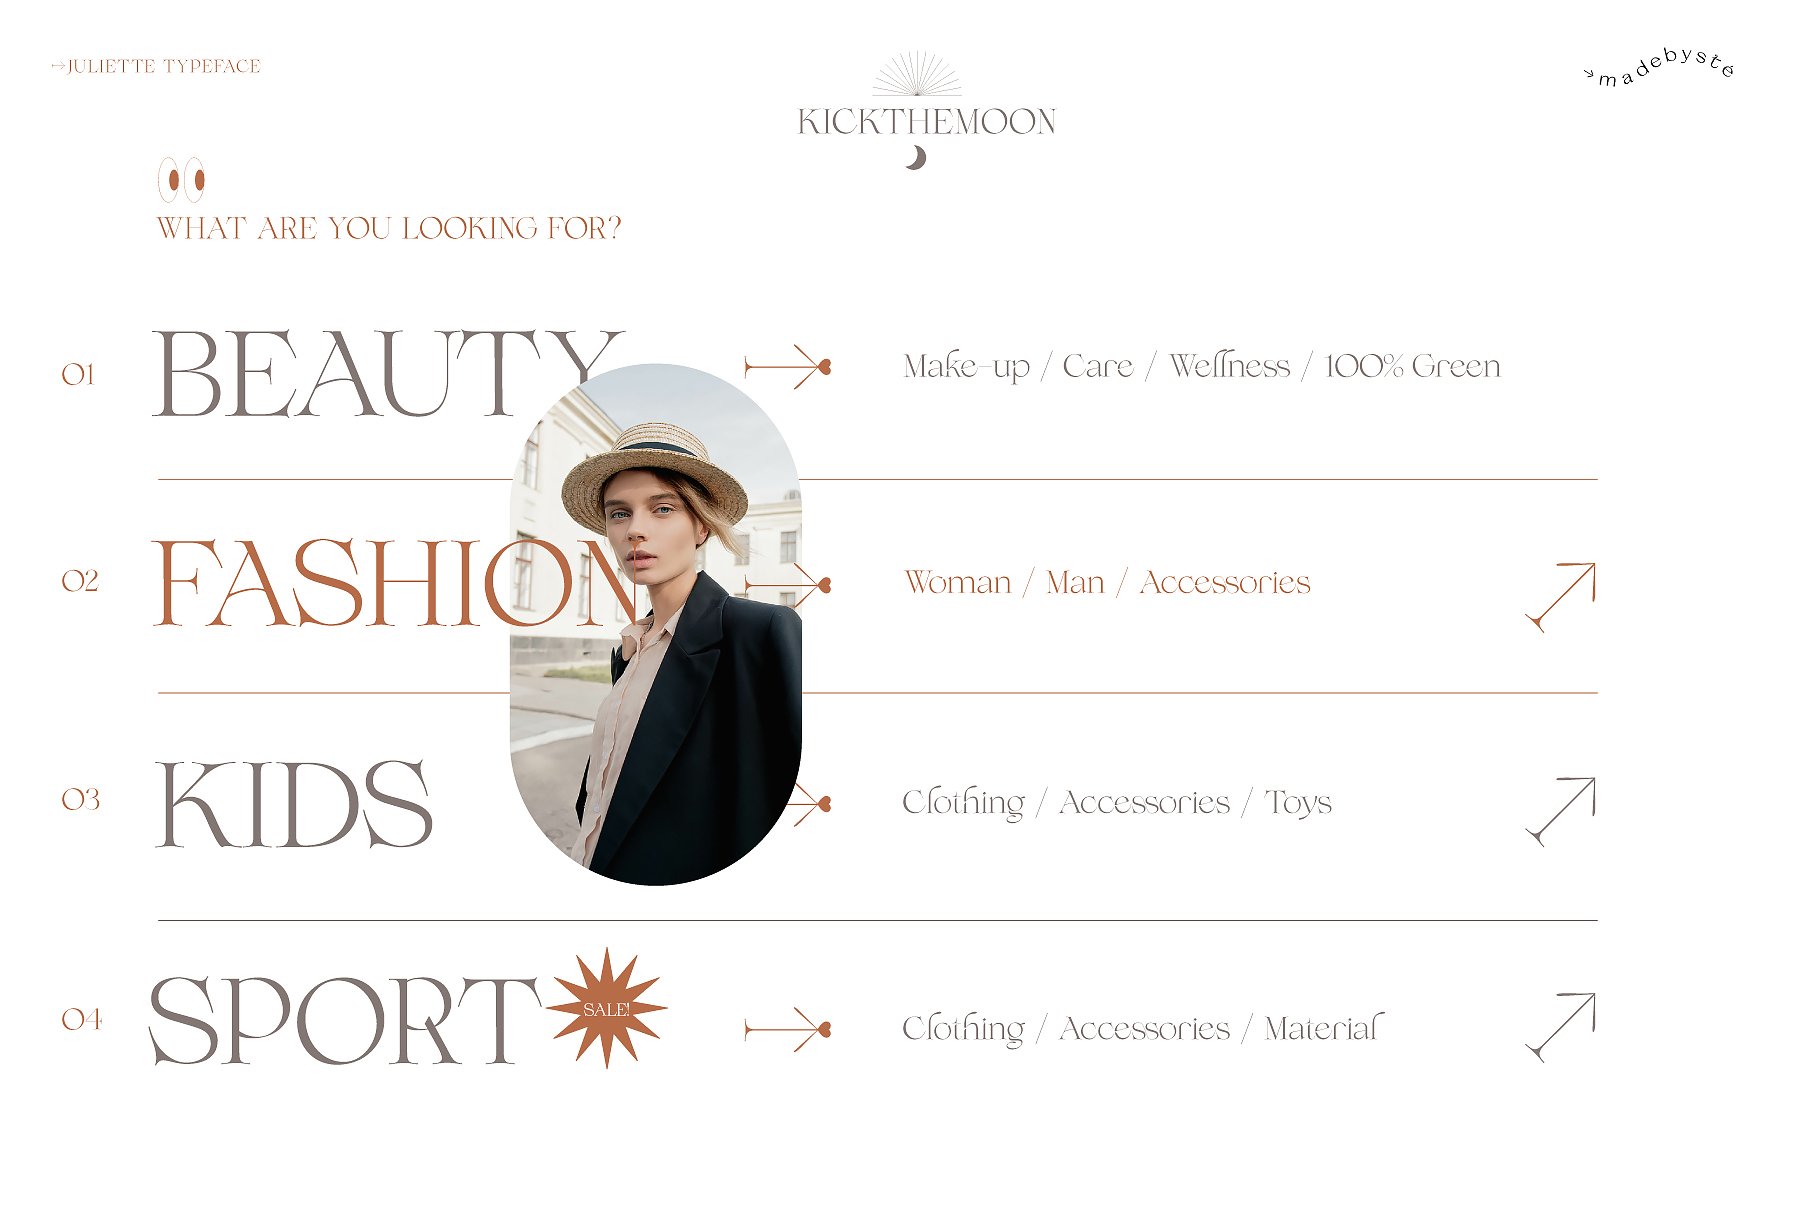 →JULIETTE TYPEFACE
KICKTHEMOON
madebysté
WHAT ARE YOU LOOKING FOR?
01 BEAUTY Make-up / Care / Wellness / 100% Green
02 FASHION Woman / Man / Accessories
03 KIDS Clothing / Accessories / Toys
04 SPORT SALE! Clothing / Accessories / Material